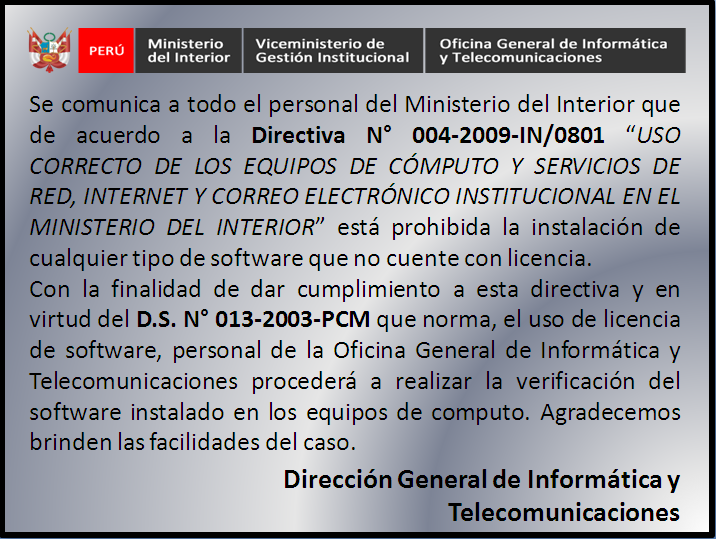 PERÚ
Ministerio
del Interior
Viceministerio de
Gestión Institucional
Oficina General de Informática
y Telecomunicaciones
Se comunica a todo el personal del Ministerio del Interior que
de acuerdo a la Directiva N° 004-2009-IN/0801 “USO
CORRECTO DE LOS EQUIPOS DE CÓMPUTO Y SERVICIOS DE
RED, INTERNET Y CORREO ELECTRÓNICO INSTITUCIONAL EN EL
MINISTERIO DEL INTERIOR” está prohibida la instalación de
cualquier tipo de software que no cuente con licencia.
Con la finalidad de dar cumplimiento a esta directiva y en
virtud del D.S. N° 013-2003-PCM que norma, el uso de licencia
de software, personal de la Oficina General de Informática y
Telecomunicaciones procederá a realizar la verificación del
software instalado en los equipos de computo. Agradecemos
brinden las facilidades del caso.
Dirección General de Informática y
Telecomunicaciones